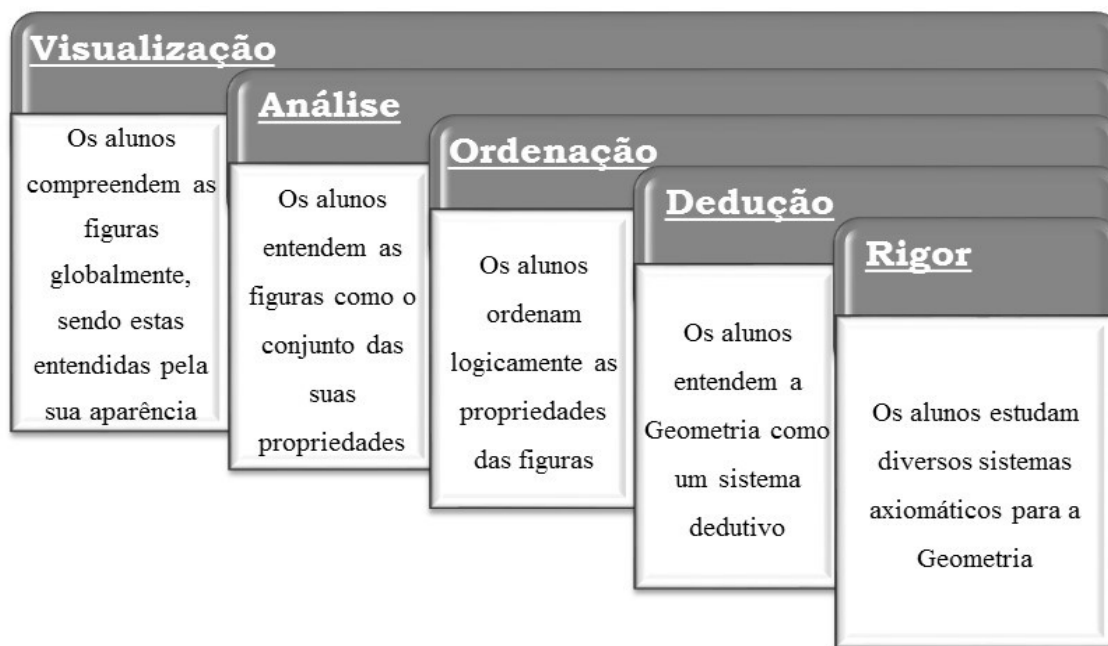 Visualização
Os alunos
compreendem as
figuras
globalmente,
sendo estas
entendidas pela
sua aparência
Análise
Os alunos
entendem as
figuras como o
conjunto das
suas
propriedades
Ordenação
Os alunos
ordenam
logicamente as
propriedades
das figuras
Dedução
Os alunos
entendem a
Geometria como
um sistema
dedutivo
Rigor
Os alunos estudam
diversos sistemas
axiomáticos para a
Geometria